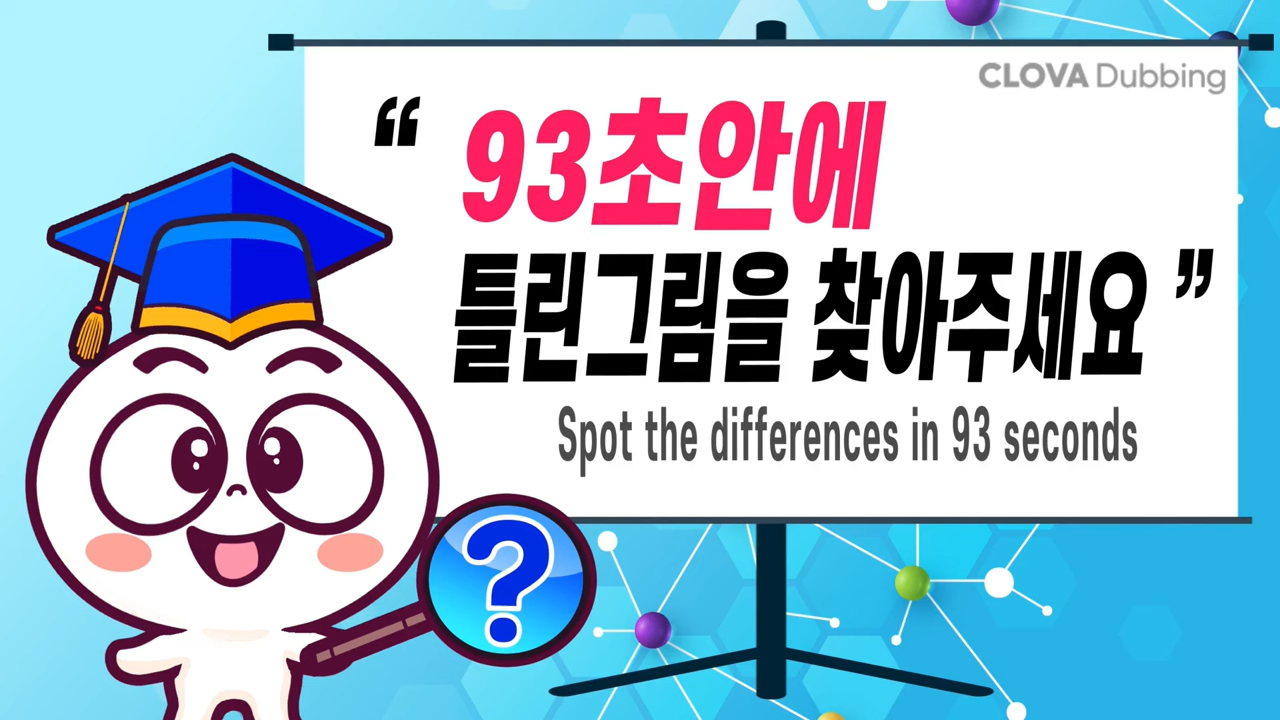 CLOVA Dubbing
“ 93초안에
틀린그림을 찾아주세요 ”
Spot the differences in 93 seconds
?